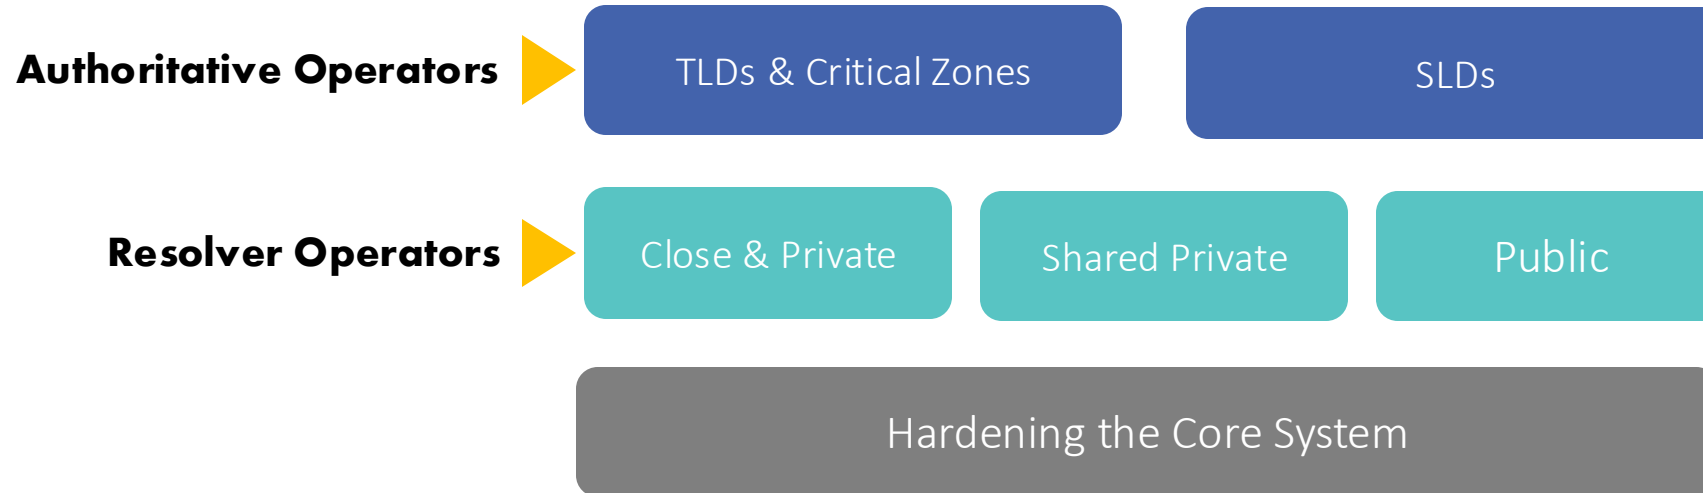 Authoritative Operators
TLDs & Critical Zones
SLDs
Resolver Operators
Close & Private
Shared Private
Public
Hardening the Core System